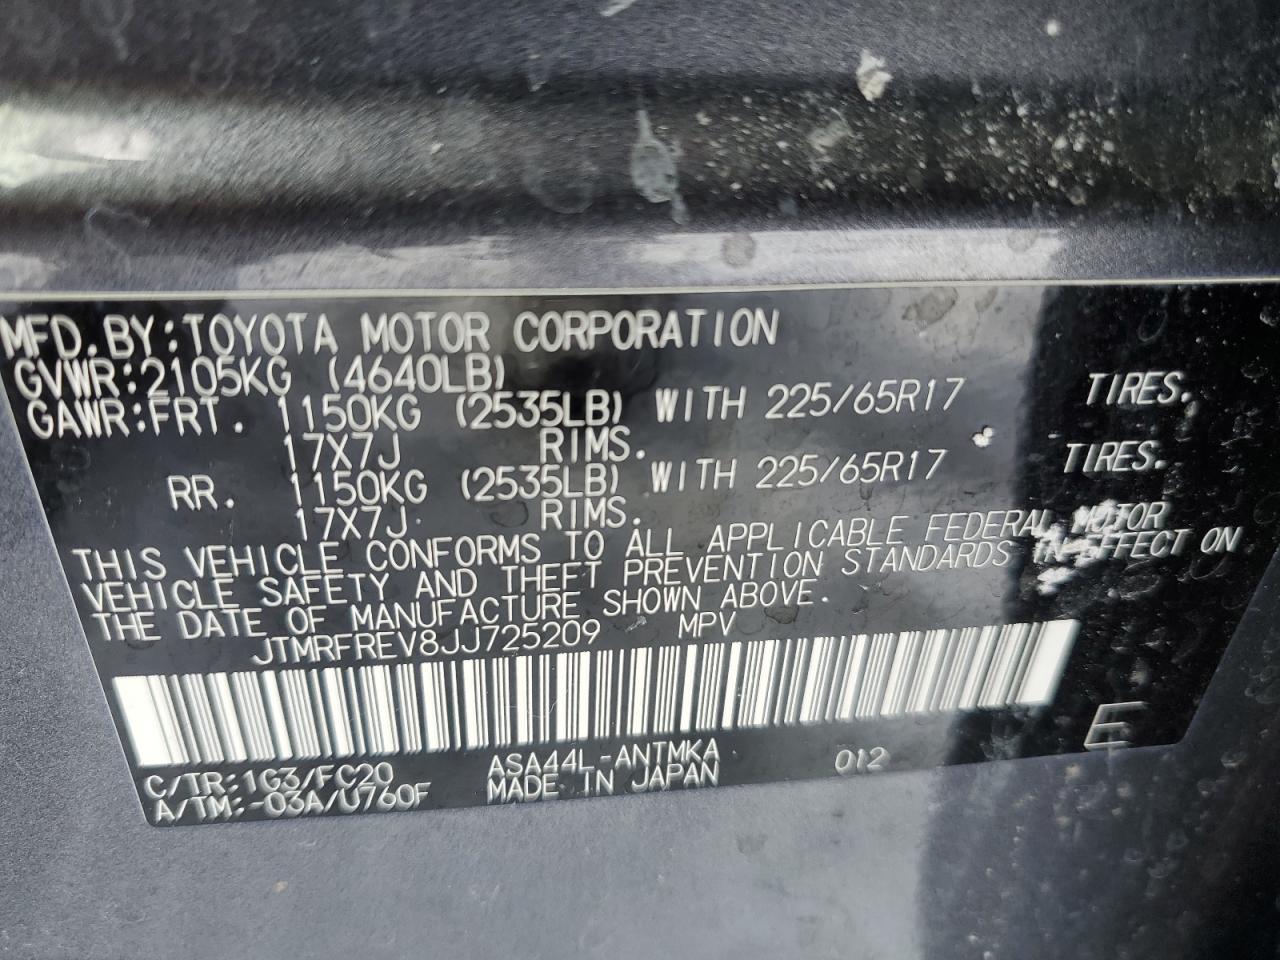 MFD. BY: TOYOTA MOTOR CORPORATION
GVWR: 2105KG (4640LB)
GAWR: FRT. 1150KG (2535LB) WITH 225/65R17 TIRES.
17X7J RIMS.
RR. 1150KG (2535LB) WITH 225/65R17 TIRES.
17X7J RIMS.
THIS VEHICLE CONFORMS TO ALL APPLICABLE FEDERAL MOTOR
VEHICLE SAFETY AND THEFT PREVENTION STANDARDS IN EFFECT ON
THE DATE OF MANUFACTURE SHOWN ABOVE.
JTMRFREV8JJ725209 MPV
C/TR: 1G3/FC20 ASA44L-ANTMKA 012 E
A/TM: -03A/U760F MADE IN JAPAN